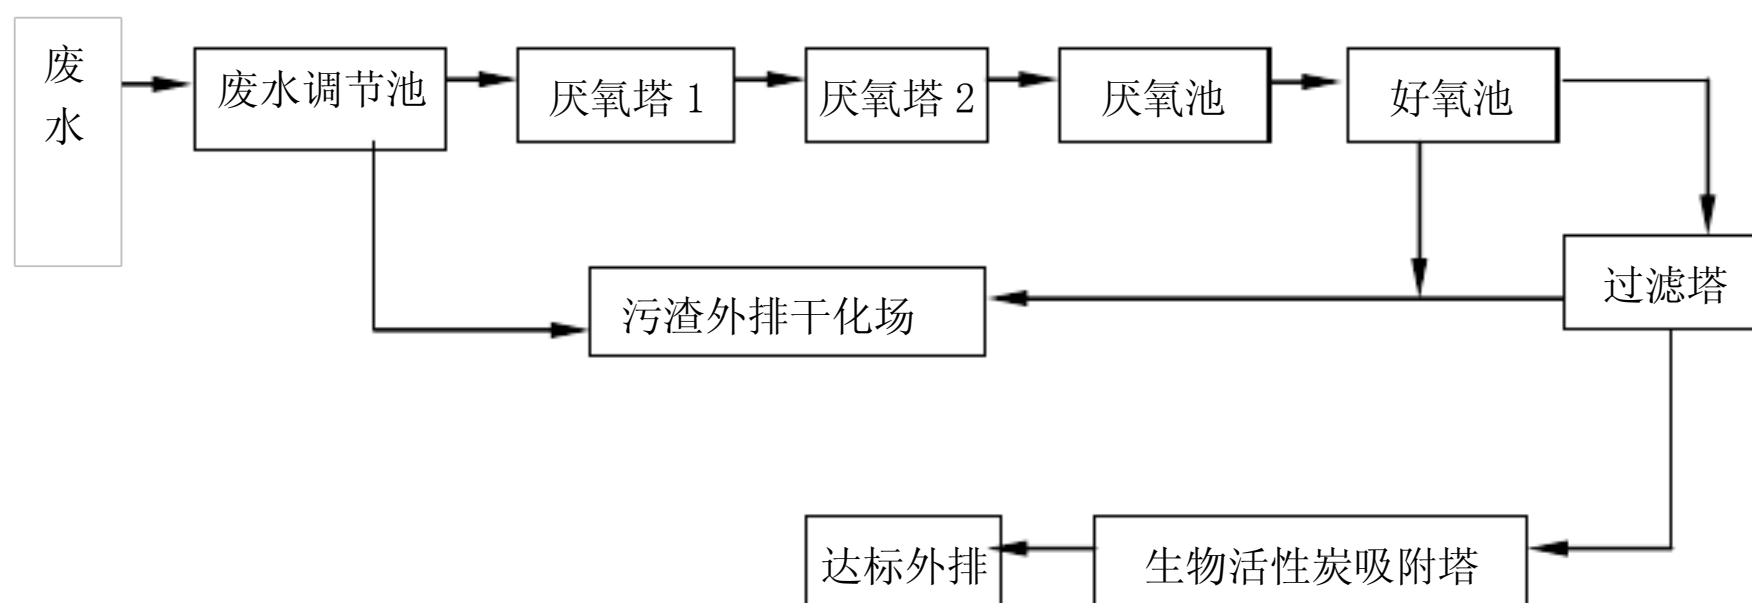 废
水
废水调节池
厌氧塔 1
厌氧塔 2
厌氧池
好氧池
过滤塔
污渣外排干化场
达标外排
生物活性炭吸附塔